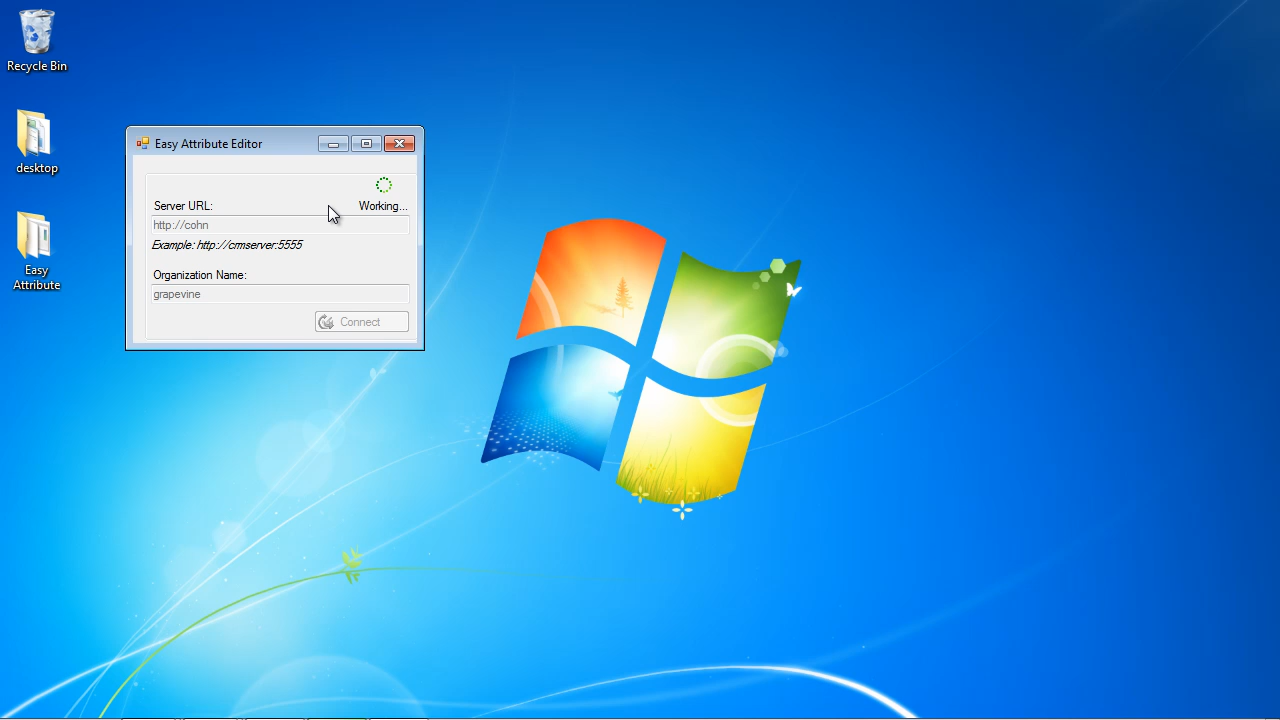 Recycle Bin
desktop
Easy
Attribute
Easy Attribute Editor
Server URL:
Working...
http://cohn
Example: http://crmserver:5555
Organization Name:
grapevine
Connect